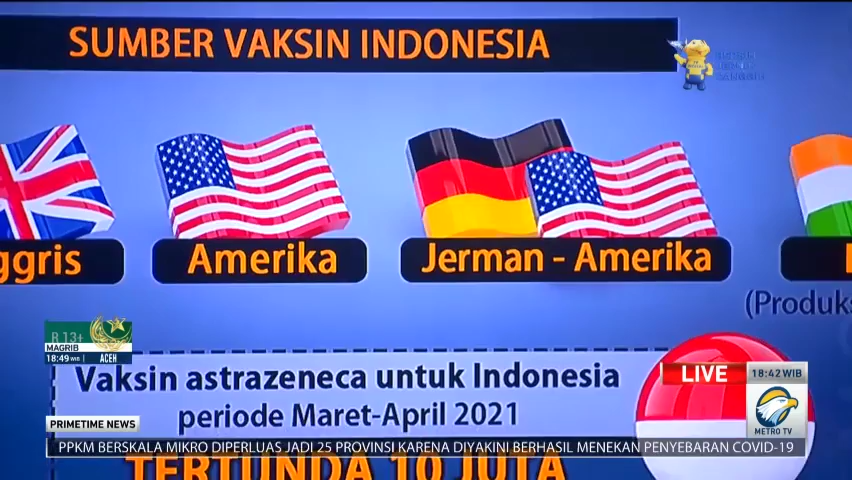 SUMBER VAKSIN INDONESIA
ggris
Amerika
Jerman - Amerika
(Produks
R 13+
MAGRIB
18:49 WIB
ACEH
Vaksin astrazeneca untuk Indonesia
periode Maret-April 2021
TERTUNDA 10 JUTA
LIVE
18:42 WIB
METRO TV
PRIMETIME NEWS
PPKM BERSKALA MIKRO DIPERLUAS JADI 25 PROVINSI KARENA DIYAKINI BERHASIL MENEKAN PENYEBARAN COVID-19